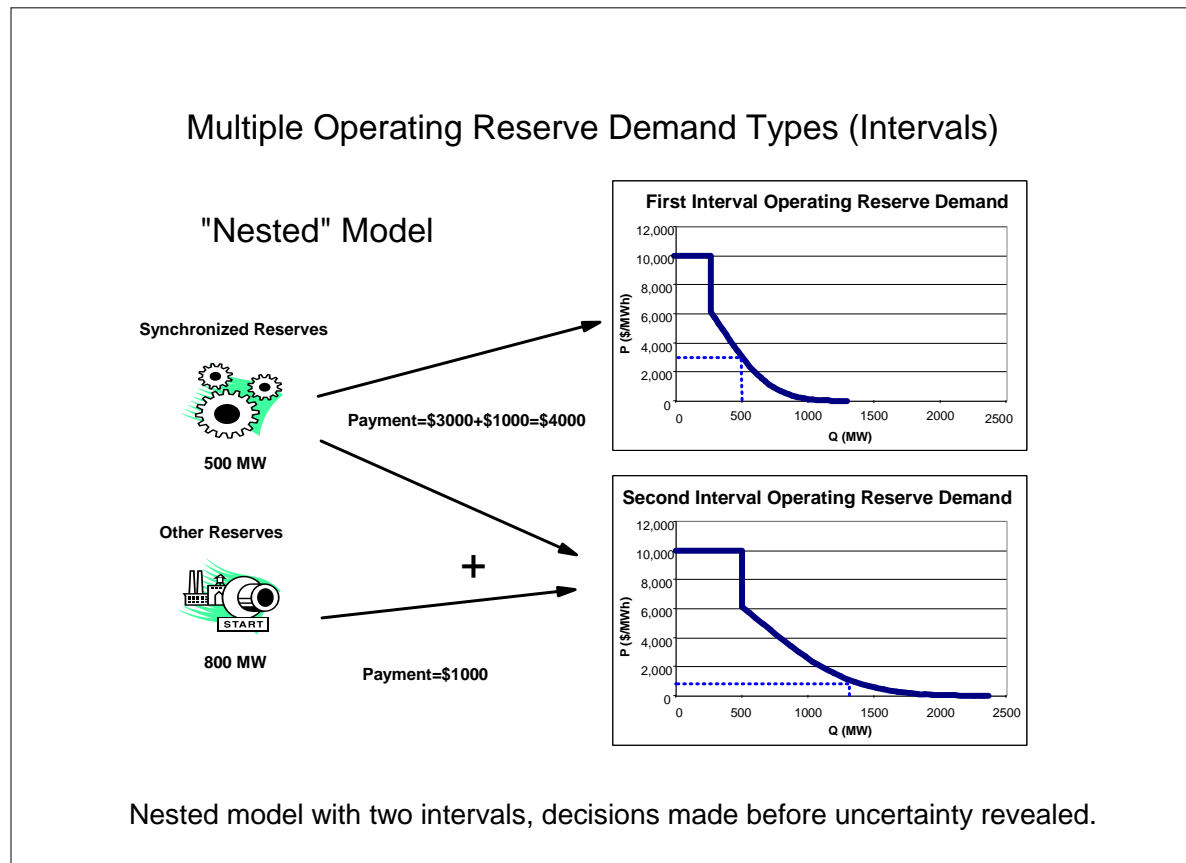 Multiple Operating Reserve Demand Types (Intervals)
"Nested" Model
Synchronized Reserves
500 MW
Payment=$3000+$1000=$4000
Other Reserves
START
800 MW
+
Payment=$1000
First Interval Operating Reserve Demand
12,000
10,000
8,000
6,000
4,000
2,000
0
P ($/MWh)
0 500 1000 1500 2000 2500
Q (MW)
Second Interval Operating Reserve Demand
12,000
10,000
8,000
6,000
4,000
2,000
0
P ($/MWh)
0 500 1000 1500 2000 2500
Q (MW)
Nested model with two intervals, decisions made before uncertainty revealed.